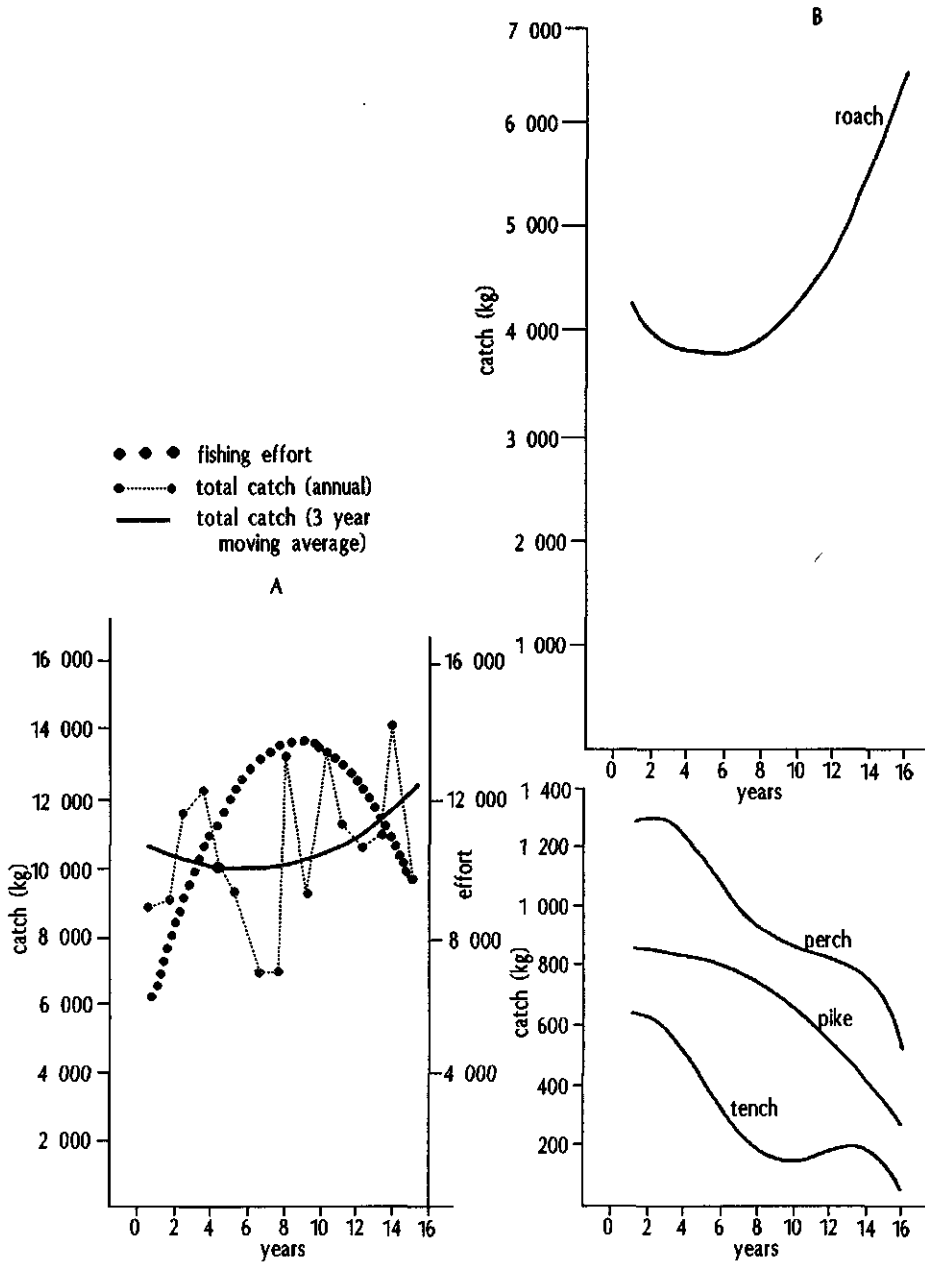 B
7 000
6 000
5 000
4 000
3 000
2 000
1 000
catch (kg)
roach
0 2 4 6 8 10 12 14 16
years
fishing effort
total catch (annual)
total catch (3 year
moving average)
A
16 000
14 000
12 000
10 000
8 000
6 000
4 000
2 000
catch (kg)
16 000
12 000
8 000
4 000
effort
0 2 4 6 8 10 12 14 16
years
1 400
1 200
1 000
800
600
400
200
catch (kg)
perch
pike
tench
0 2 4 6 8 10 12 14 16
years